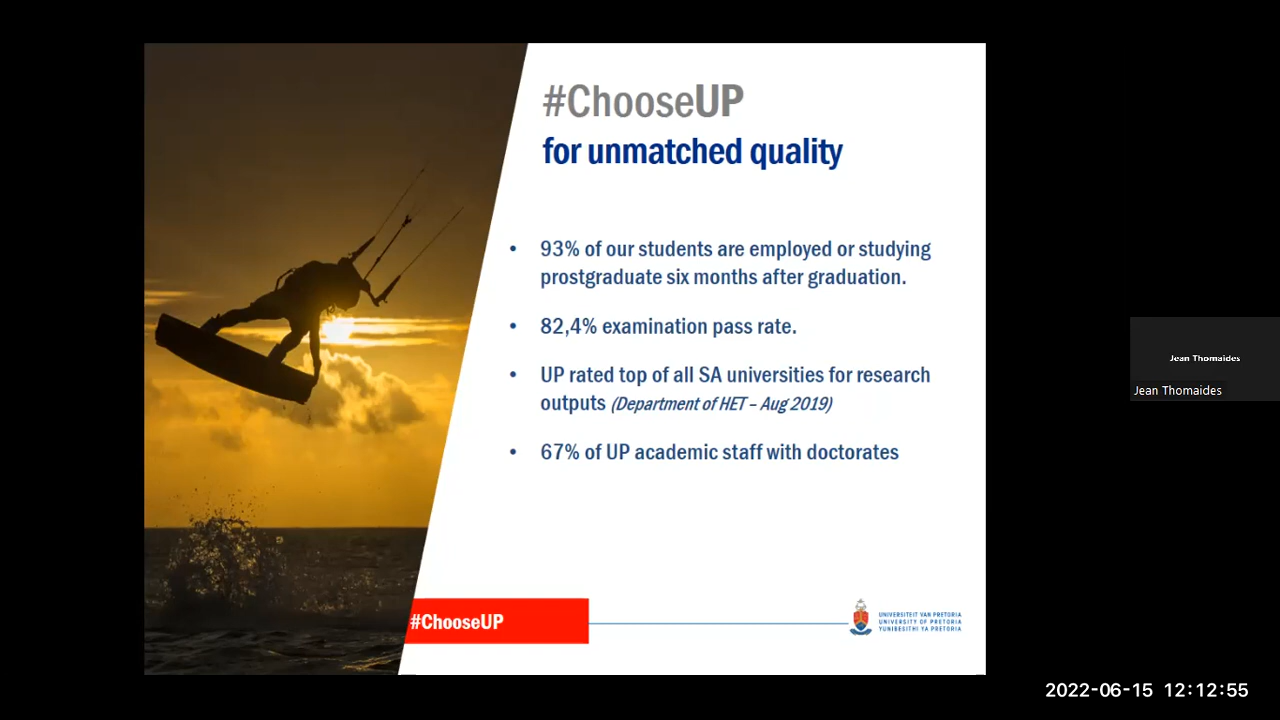 #ChooseUP
for unmatched quality
• 93% of our students are employed or studying
prostgraduate six months after graduation.
• 82,4% examination pass rate.
• UP rated top of all SA universities for research
outputs (Department of HET – Aug 2019)
• 67% of UP academic staff with doctorates
#ChooseUP
UNIVERSITEIT VAN PRETORIA
UNIVERSITY OF PRETORIA
YUNIBESITHI YA PRETORIA
Jean Thomaides
Jean Thomaides
2022-06-15 12:12:55